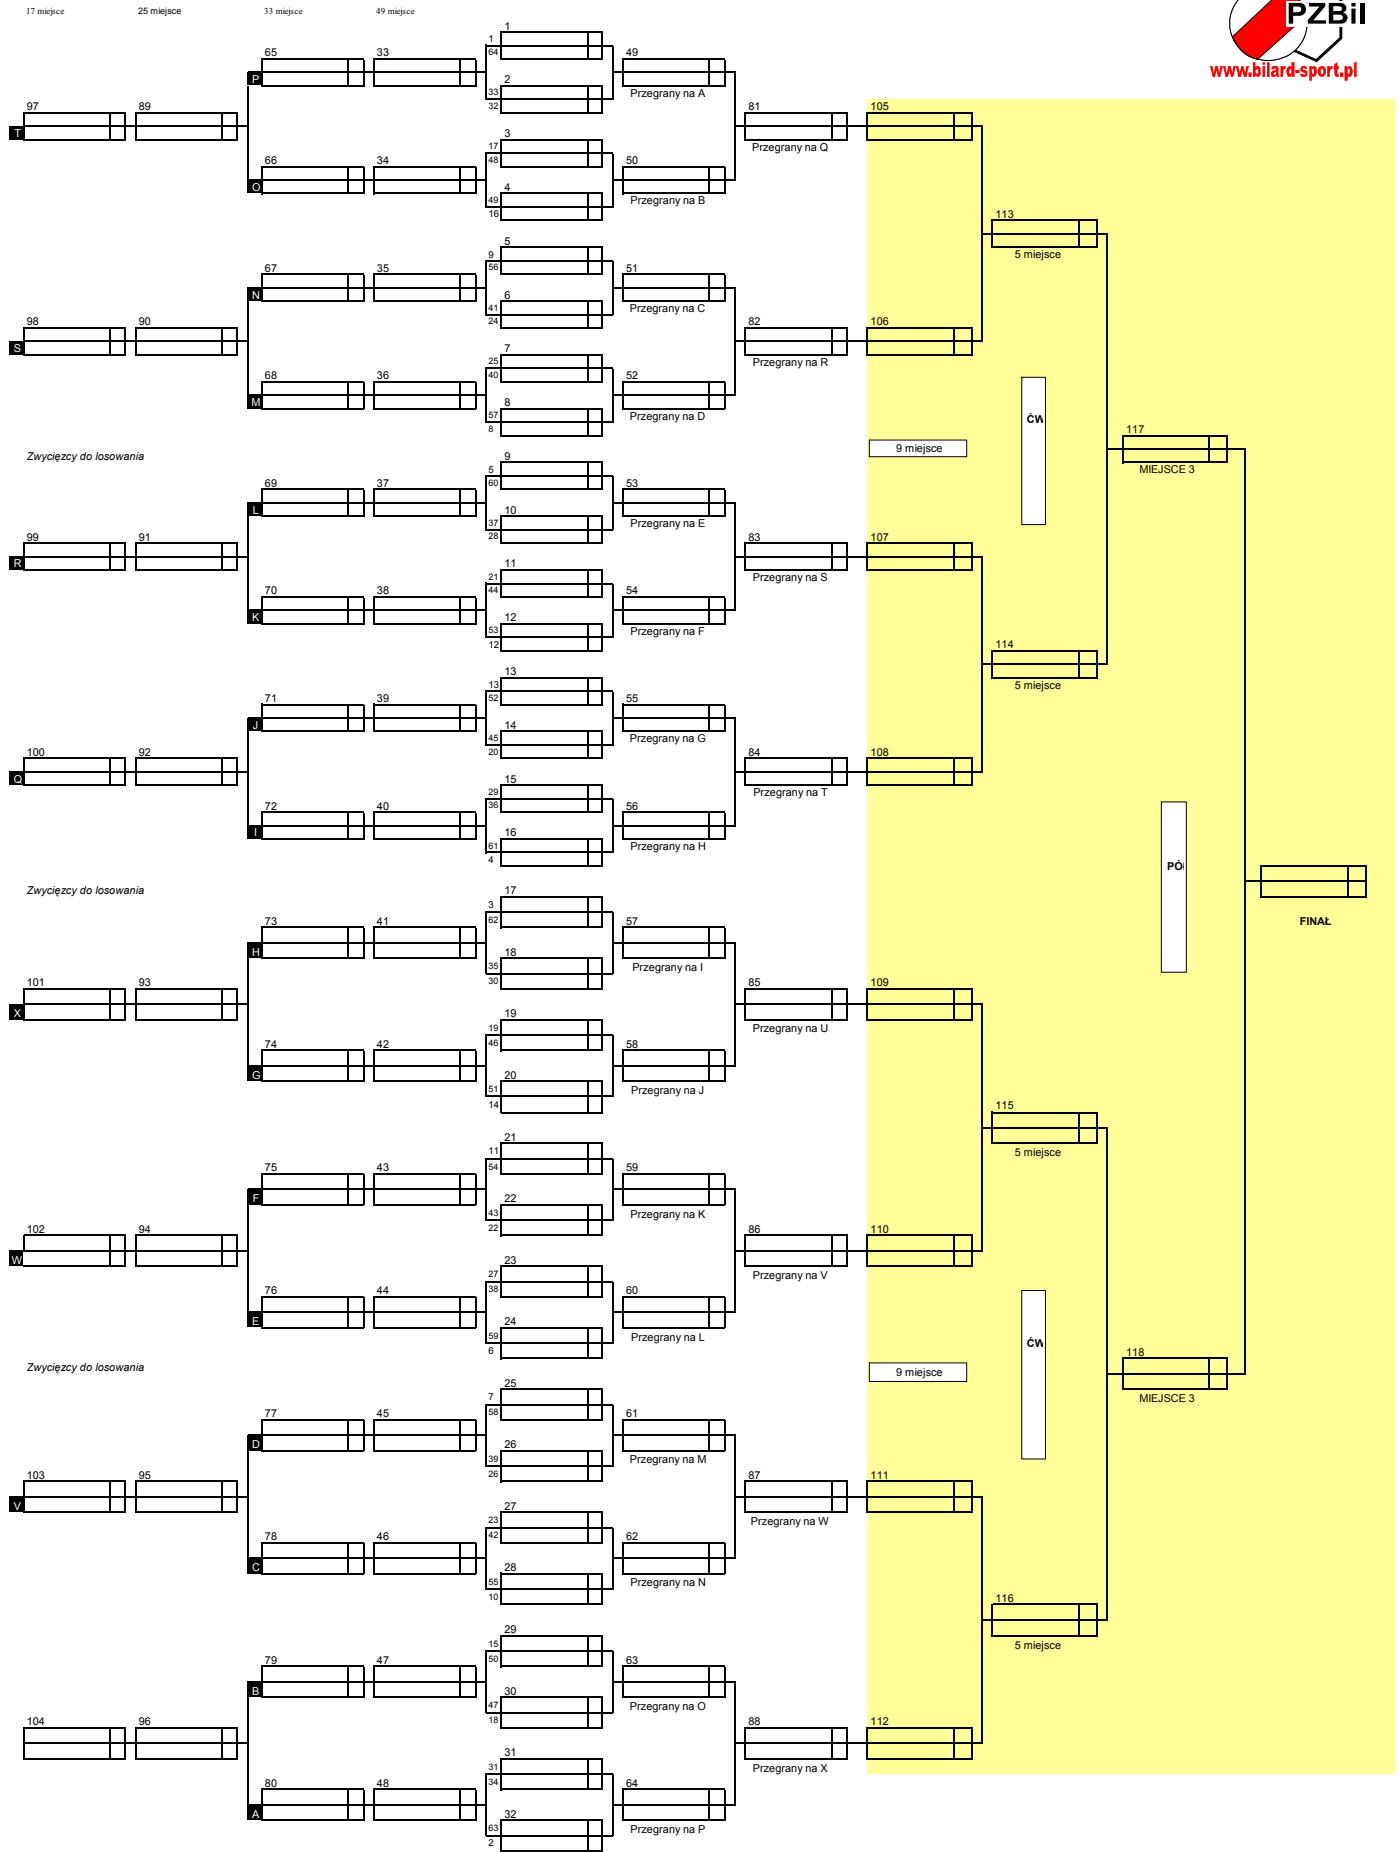 17 miejsce 25 miejsce 33 miejsce 49 miejsce
PZBil
www.bilard-sport.pl
1
1
64
65 33 49
P
2
33
32
Przegrany na A
97 89 81 105
T
3
17
48
Przegrany na Q
66 34 50
O
4
49
16
Przegrany na B
113
5
9
56
5 miejsce
67 35 51
N
6
41
24
Przegrany na C
98 90 82 106
S
7
25
40
Przegrany na R
68 36 52
M
8
57
8
Przegrany na D
ĆW
117
Zwycięzcy do losowania
9 miejsce
9
5
60
MIEJSCE 3
69 37 53
L
10
37
28
Przegrany na E
99 91 83 107
R
11
21
44
Przegrany na S
70 38 54
K
12
53
12
Przegrany na F
114
13
13
52
5 miejsce
71 39 55
J
14
45
20
Przegrany na G
100 92 84 108
Q
15
29
36
Przegrany na T
72 40 56
I
16
61
4
Przegrany na H
PÓ
Zwycięzcy do losowania
17
3
62
FINAŁ
73 41 57
H
18
35
30
Przegrany na I
101 93 85 109
X
19
19
46
Przegrany na U
74 42 58
G
20
51
14
Przegrany na J
115
21
11
54
5 miejsce
75 43 59
F
22
43
22
Przegrany na K
102 94 86 110
W
23
27
38
Przegrany na V
76 44 60
E
24
59
6
Przegrany na L
ĆW
118
Zwycięzcy do losowania
9 miejsce
25
7
58
MIEJSCE 3
77 45 61
D
26
39
26
Przegrany na M
103 95 87 111
V
27
23
42
Przegrany na W
78 46 62
C
28
55
10
Przegrany na N
116
29
15
50
5 miejsce
79 47 63
B
30
47
18
Przegrany na O
104 96 88 112
31
31
34
Przegrany na X
80 48 64
A
32
63
2
Przegrany na P